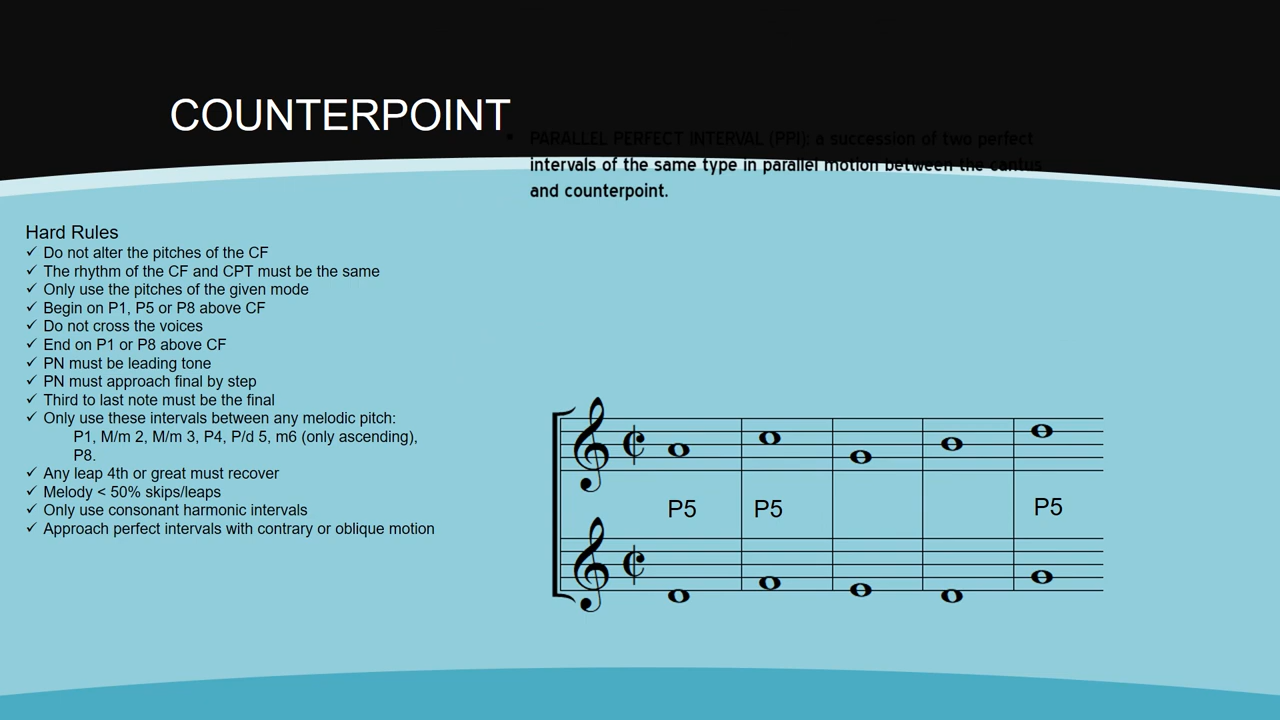 COUNTERPOINT
• PARALLEL PERFECT INTERVAL (PPI): a succession of two perfect
intervals of the same type in parallel motion between the cantus
and counterpoint.
Hard Rules
✓ Do not alter the pitches of the CF
✓ The rhythm of the CF and CPT must be the same
✓ Only use the pitches of the given mode
✓ Begin on P1, P5 or P8 above CF
✓ Do not cross the voices
✓ End on P1 or P8 above CF
✓ PN must be leading tone
✓ PN must approach final by step
✓ Third to last note must be the final
✓ Only use these intervals between any melodic pitch:
P1, M/m 2, M/m 3, P4, P/d 5, m6 (only ascending),
P8.
✓ Any leap 4th or great must recover
✓ Melody < 50% skips/leaps
✓ Only use consonant harmonic intervals
✓ Approach perfect intervals with contrary or oblique motion
P5 P5 P5